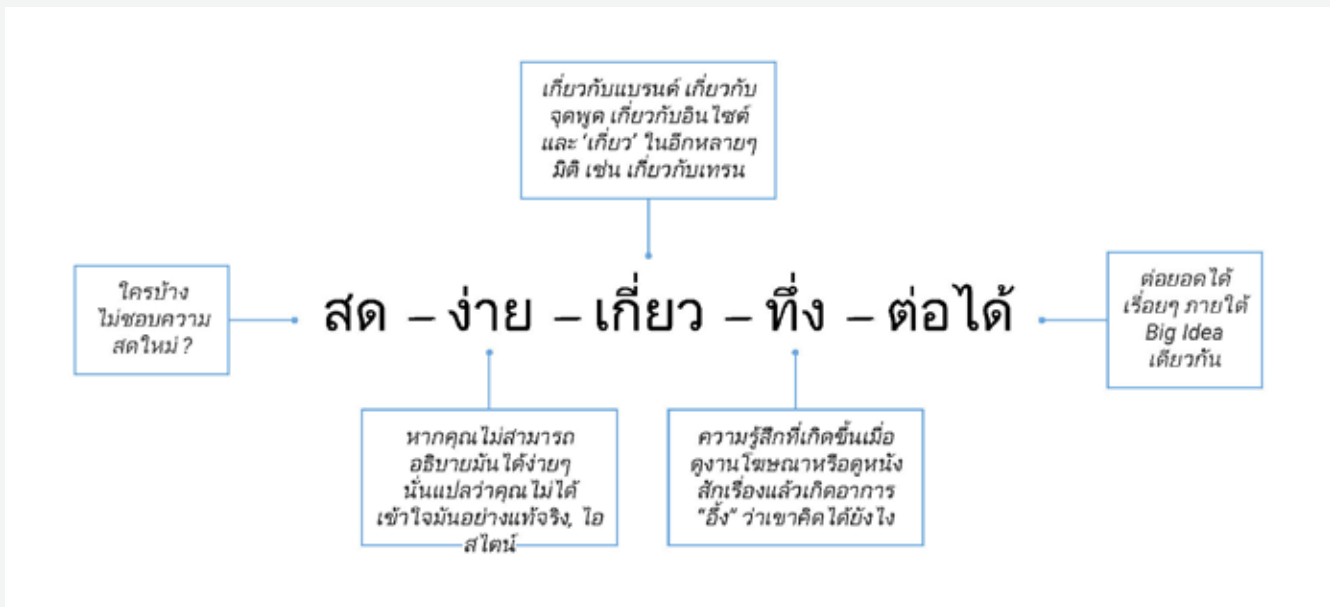 เกี่ยวกับแบรนด์ เกี่ยวกับ
จุดพูด เกี่ยวกับอินไซต์
และ ‘เกี่ยว’ ในอีกหลายๆ
มิติ เช่น เกี่ยวกับเทรน
ใครบ้าง
ไม่ชอบความ
สดใหม่ ?
สด – ง่าย – เกี่ยว – ทึ่ง – ต่อได้
ต่อยอดได้
เรื่อยๆ ภายใต้
Big Idea
เดียวกัน
หากคุณไม่สามารถ
อธิบายมันได้ง่ายๆ
นั่นแปลว่าคุณไม่ได้
เข้าใจมันอย่างแท้จริง, ไอ
สไตน์
ความรู้สึกที่เกิดขึ้นเมื่อ
ดูงานโฆษณาหรือดูหนัง
สักเรื่องแล้วเกิดอาการ
“อึ้ง” ว่าเขาคิดได้ยังไง